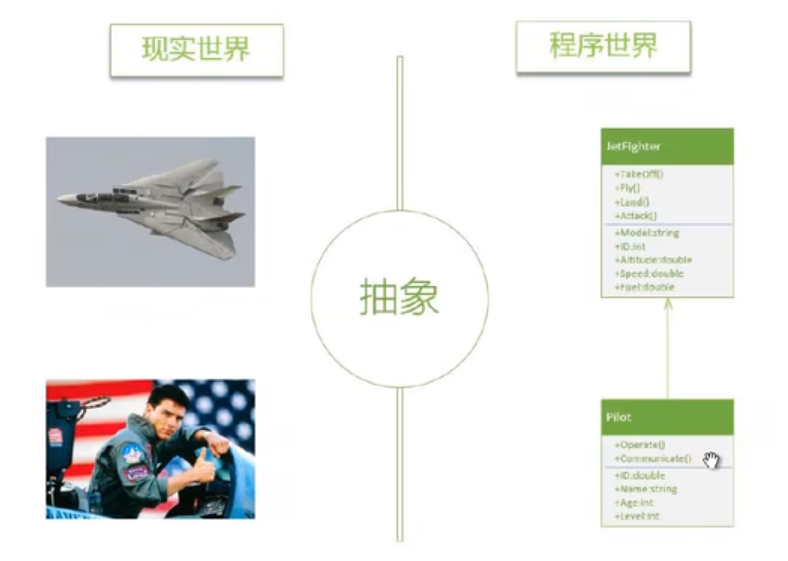 现实世界
程序世界
抽象
JetFighter
+TakeOff()
+Fly()
+Land()
+Attack()
+Model:string
+ID:int
+Altitude:double
+Speed:double
+Fuel:double
Pilot
+Operate()
+Communicate()
+ID:double
+Name:string
+Age:int
+Level:int